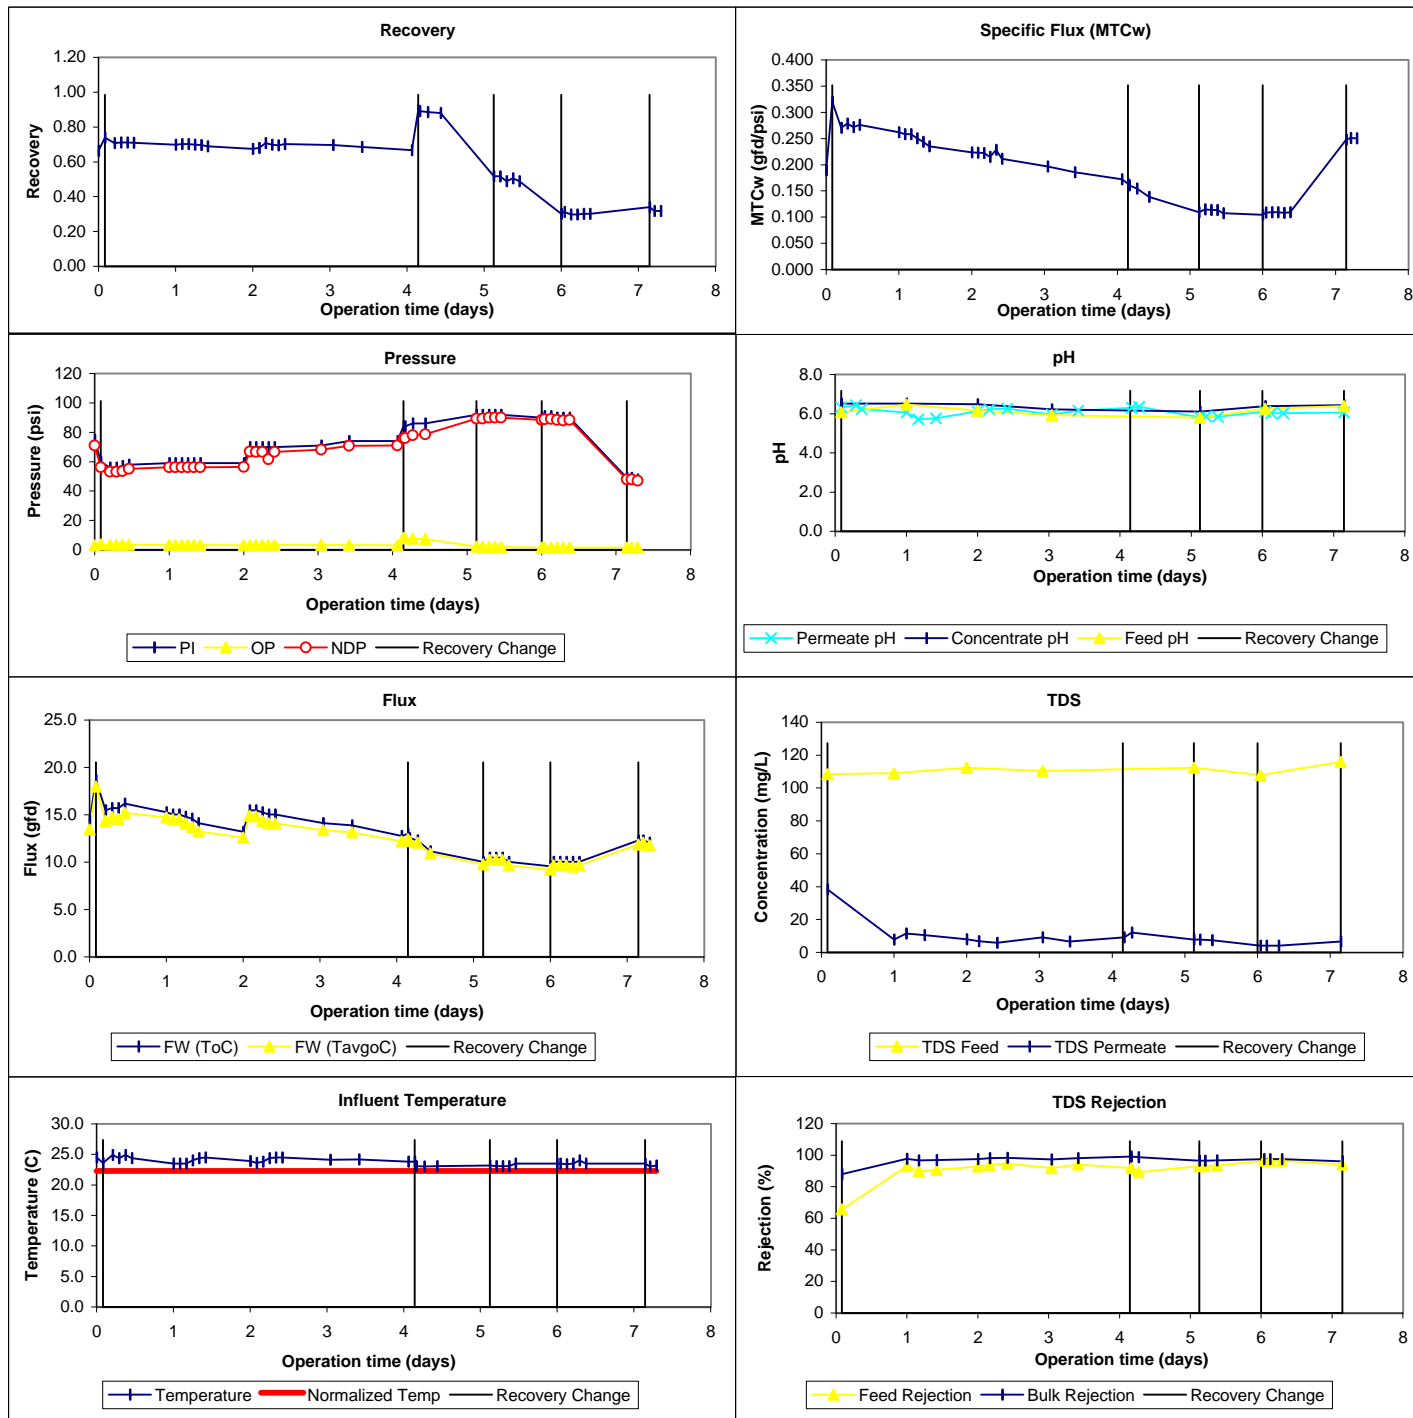 Recovery
1.20
1.00
0.80
0.60
0.40
0.20
0.00
Recovery
0 1 2 3 4 5 6 7 8
Operation time (days)
Specific Flux (MTCw)
0.400
0.350
0.300
0.250
0.200
0.150
0.100
0.050
0.000
MTCw (gfd/psi)
0 1 2 3 4 5 6 7 8
Operation time (days)
Pressure
120
100
80
60
40
20
0
Pressure (psi)
0 1 2 3 4 5 6 7 8
Operation time (days)
PI OP NDP Recovery Change
pH
8.0
6.0
4.0
2.0
0.0
pH
0 1 2 3 4 5 6 7 8
Operation time (days)
Permeate pH Concentrate pH Feed pH Recovery Change
Flux
25.0
20.0
15.0
10.0
5.0
0.0
Flux (gfd)
0 1 2 3 4 5 6 7 8
Operation time (days)
FW (ToC) FW (TavgoC) Recovery Change
TDS
140
120
100
80
60
40
20
0
Concentration (mg/L)
0 1 2 3 4 5 6 7 8
Operation time (days)
TDS Feed TDS Permeate Recovery Change
Influent Temperature
30.0
25.0
20.0
15.0
10.0
5.0
0.0
Temperature (C)
0 1 2 3 4 5 6 7 8
Operation time (days)
Temperature Normalized Temp Recovery Change
TDS Rejection
120
100
80
60
40
20
0
Rejection (%)
0 1 2 3 4 5 6 7 8
Operation time (days)
Feed Rejection Bulk Rejection Recovery Change